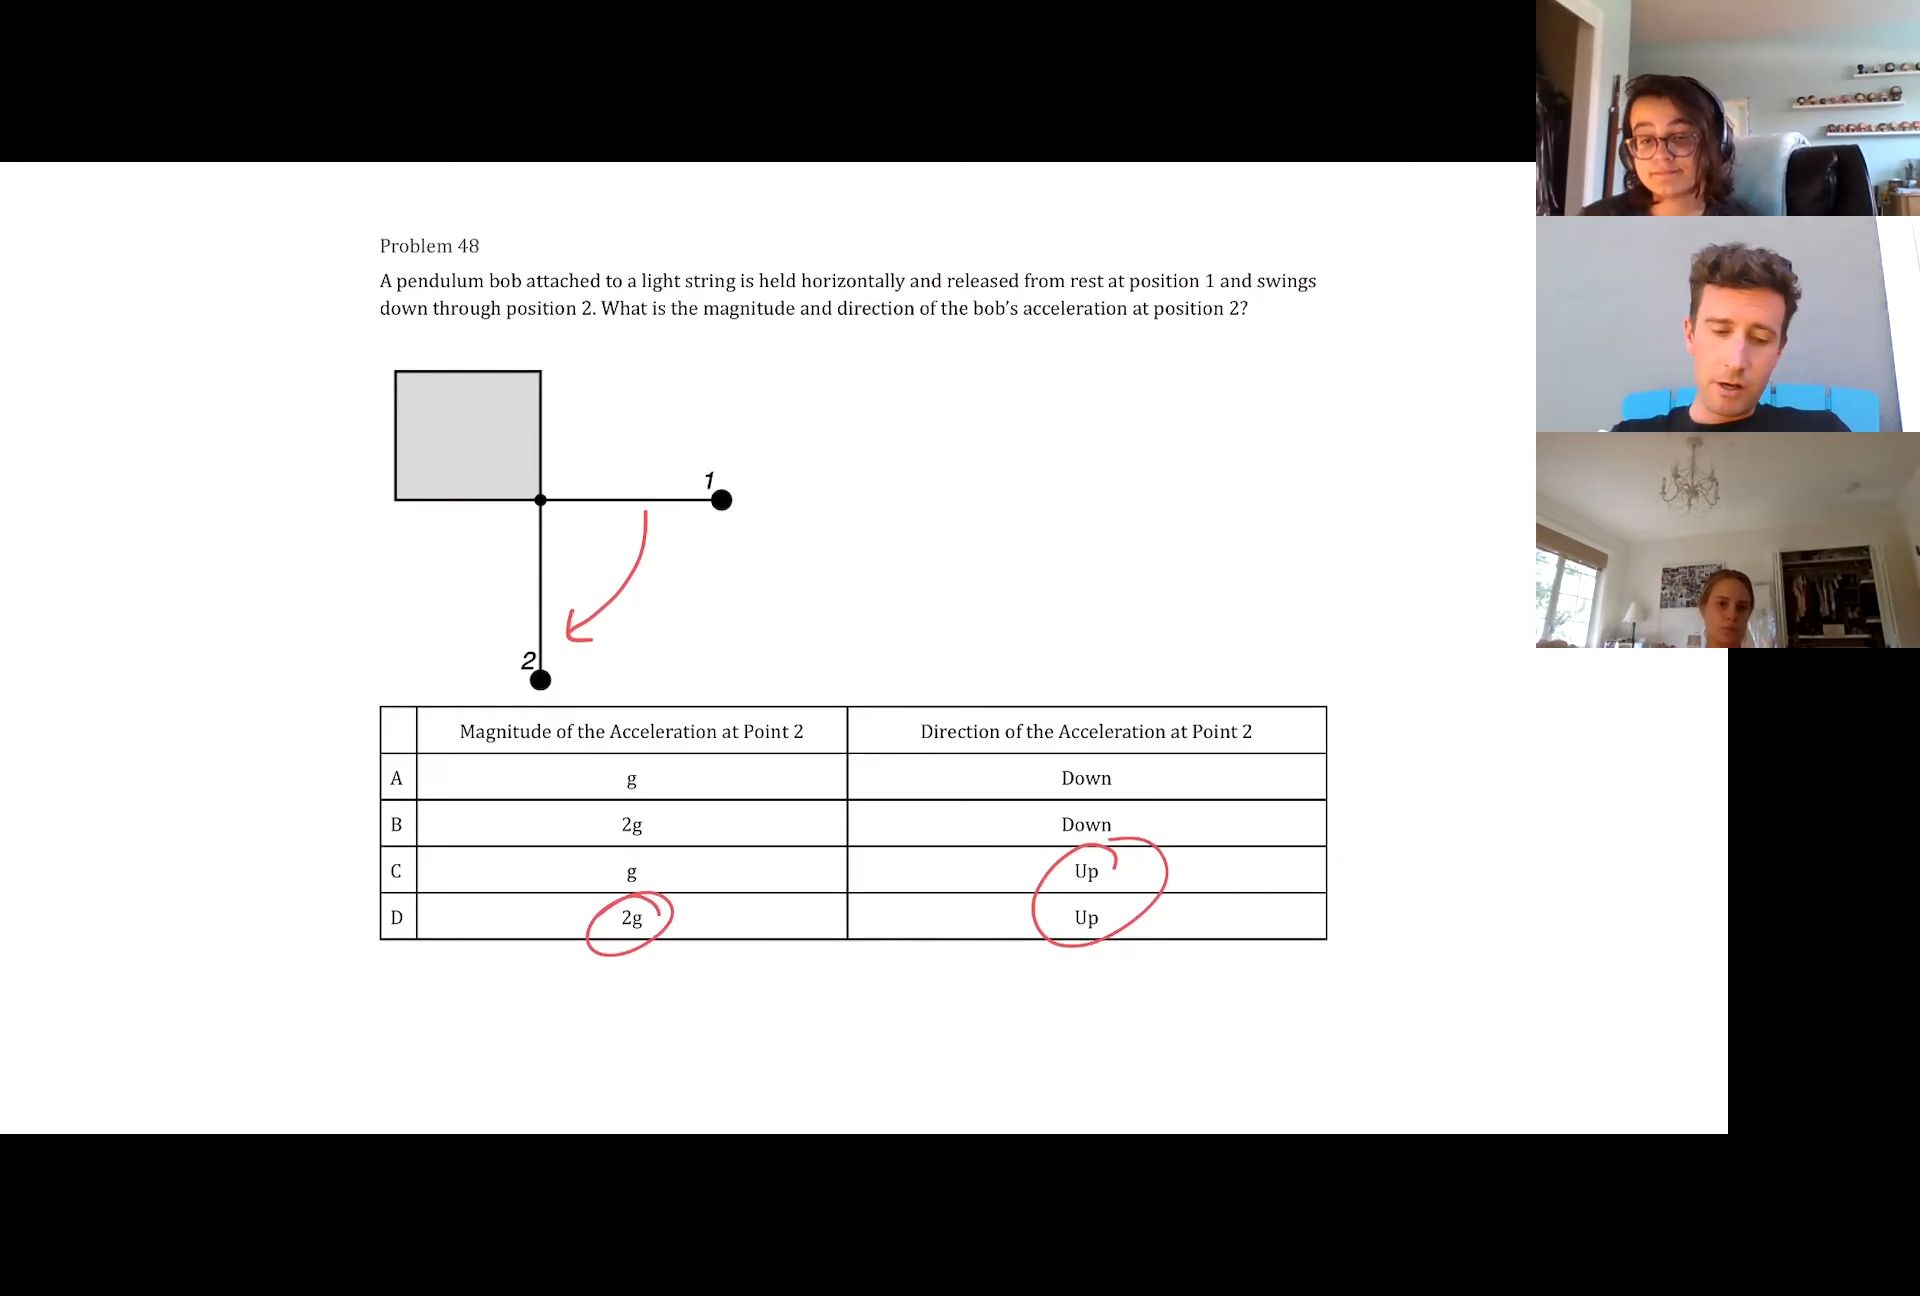 Problem 48
A pendulum bob attached to a light string is held horizontally and released from rest at position 1 and swings
down through position 2. What is the magnitude and direction of the bob's acceleration at position 2?
1
2
Magnitude of the Acceleration at Point 2 Direction of the Acceleration at Point 2
A g Down
B 2g Down
C g Up
D 2g Up